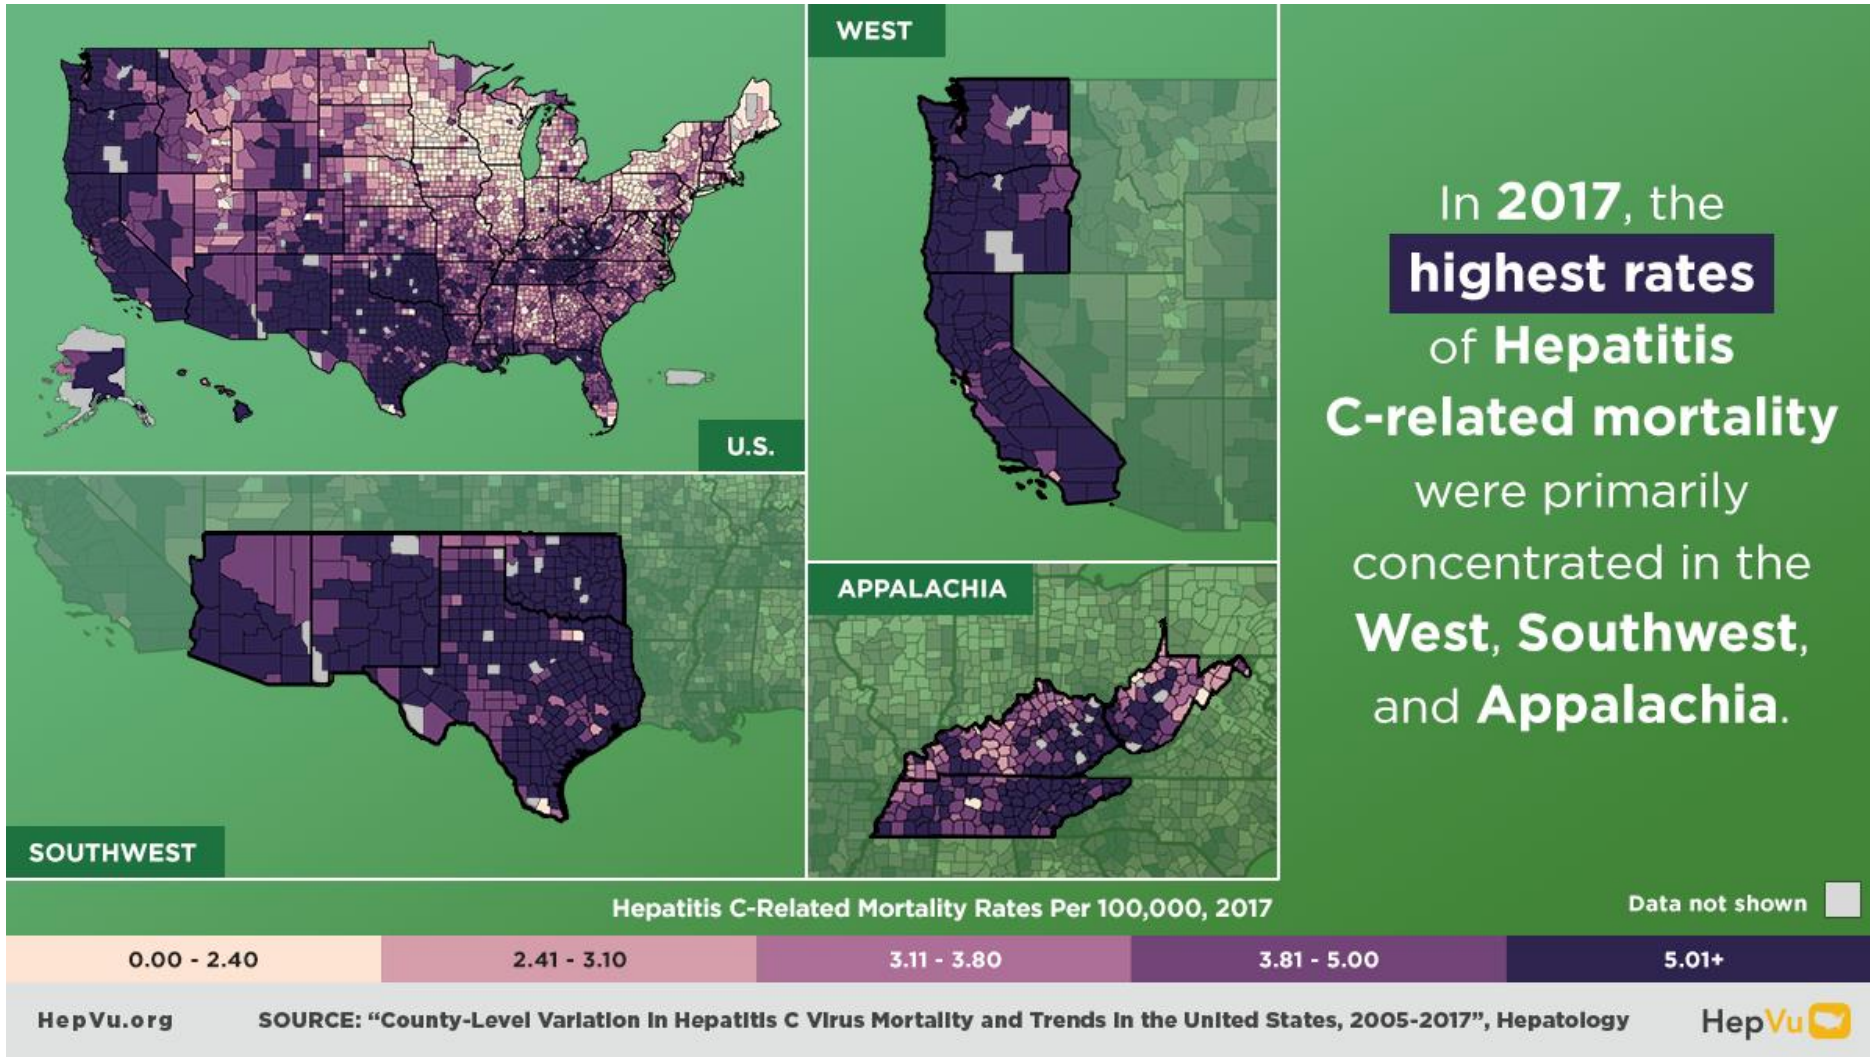 WEST
U.S.
SOUTHWEST
APPALACHIA
In 2017, the
highest rates
of Hepatitis
C-related mortality
were primarily
concentrated in the
West, Southwest,
and Appalachia.
Hepatitis C-Related Mortality Rates Per 100,000, 2017
Data not shown
0.00 - 2.40
2.41 - 3.10
3.11 - 3.80
3.81 - 5.00
5.01+
HepVu.org
SOURCE: “County-Level Variation in Hepatitis C Virus Mortality and Trends in the United States, 2005-2017”, Hepatology
HepVu